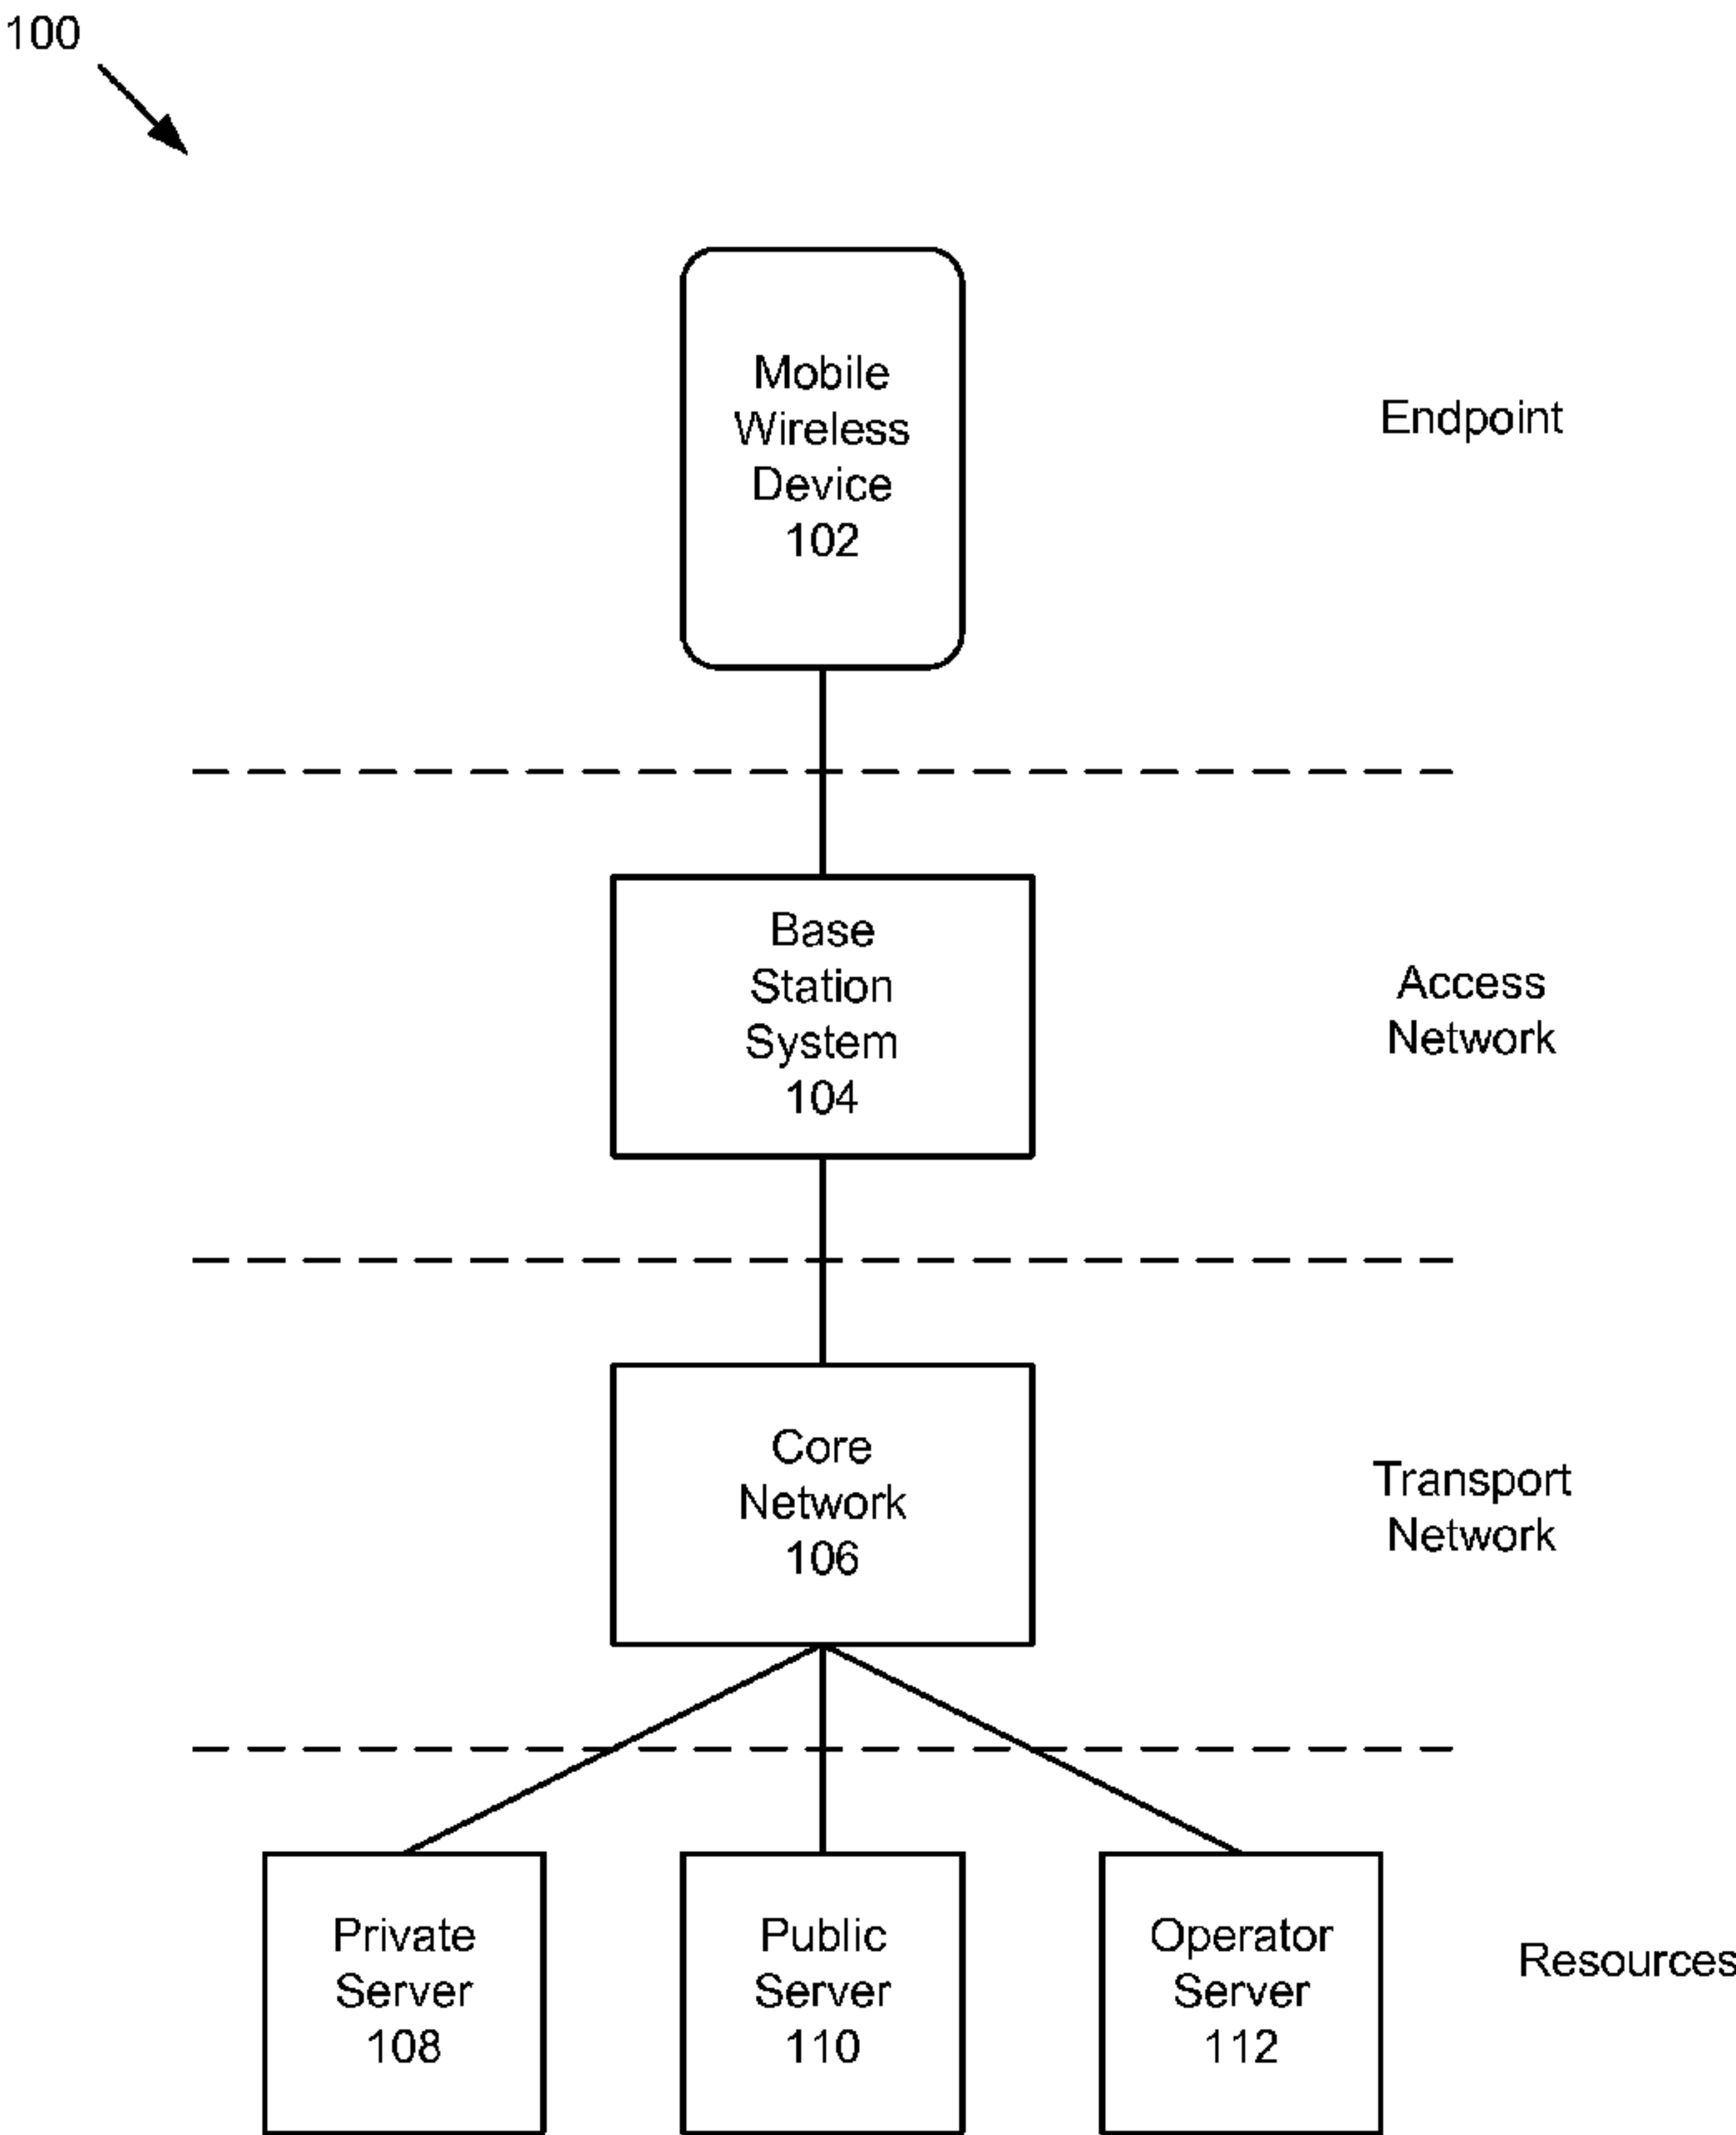 100
Mobile
Wireless
Device
102
Endpoint
Base
Station
System
104
Access
Network
Core
Network
106
Transport
Network
Private
Server
108
Public
Server
110
Operator
Server
112
Resources